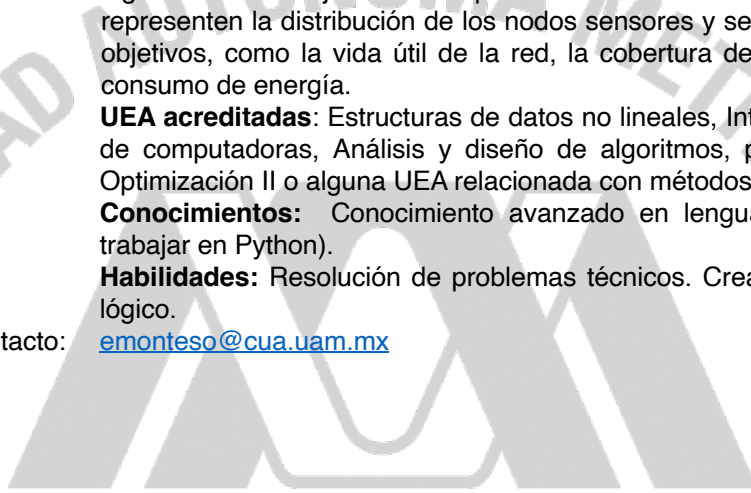 representen la distribución de los nodos sensores y se
objetivos, como la vida útil de la red, la cobertura de
consumo de energía.
UEA acreditadas: Estructuras de datos no lineales, Int
de computadoras, Análisis y diseño de algoritmos, p
Optimización II o alguna UEA relacionada con métodos
Conocimientos: Conocimiento avanzado en lengua
trabajar en Python).
Habilidades: Resolución de problemas técnicos. Crea
lógico.
tacto: emonteso@cua.uam.mx